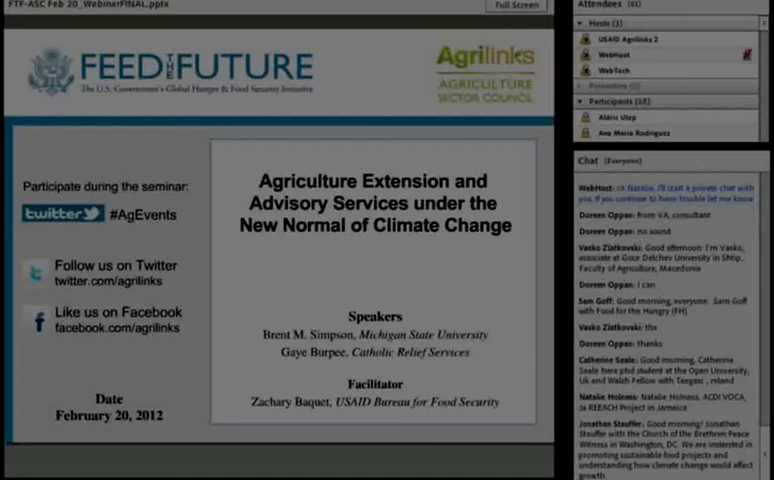 FTF-ASC Feb 20_WebinarFINAL.pptx
Full Screen
FEED THE FUTURE
The U.S. Government's Global Hunger & Food Security Initiative
Agrilinks
AGRICULTURE
SECTOR COUNCIL
Participate during the seminar:
twitter #AgEvents
Follow us on Twitter
twitter.com/agrilinks
Like us on Facebook
facebook.com/agrilinks
Date
February 20, 2012
Agriculture Extension and
Advisory Services under the
New Normal of Climate Change
Speakers
Brent M. Simpson, Michigan State University
Gaye Burpee, Catholic Relief Services
Facilitator
Zachary Baquet, USAID Bureau for Food Security
Attendees (41)
Hosts (3)
USAID Agrilinks 2
WebHost
WebTech
Presenters (0)
Participants (38)
Aldric Utep
Ana Maria Rodriguez
Chat (Everyone)
WebHost: ok Natalie, I'll start a private chat with
you. If you continue to have trouble let me know
Doreen Oppan: from VA, consultant
Doreen Oppan: no sound
Vasko Zlatkovski: Good afternoon. I'm Vasko,
associate at Goce Delchev University in Shtip,
Faculty of Agriculture, Macedonia
Doreen Oppan: I can
Sam Goff: Good morning, everyone. Sam Goff
with Food for the Hungry (FH)
Vasko Zlatkovski: thx
Doreen Oppan: thanks
Catherine Seale: Good morning, Catherine
Seale here phd student at the Open University,
Uk and Walsh Fellow with Teagasc , reland
Natalie Holness: Natalie Holness, ACDI VOCA,
Ja REEACH Project in Jamaica
Jonathan Stauffer: Good morning! Jonathan
Stauffer with the Church of the Brethren Peace
Witness in Washington, DC. We are insterested in
promoting sustainable food projects and
understanding how climate change would affect
growth